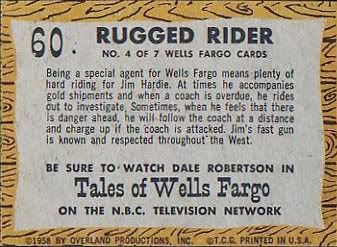 60. RUGGED RIDER
NO. 4 OF 7 WELLS FARGO CARDS
Being a special agent for Wells Fargo means plenty
of hard riding for Jim Hardie. At times he accompanies
gold shipments and when a coach is overdue, he rides
out to investigate. Sometimes, when he feels that there
is danger ahead, he will follow the coach at a distance
and charge up if the coach is attacked. Jim's fast gun
is known and respected throughout the West.
BE SURE TO WATCH DALE ROBERTSON IN
Tales of Wells Fargo
ON THE N.B.C. TELEVISION NETWORK
©1958 BY OVERLAND PRODUCTIONS, INC. © T.C.G. PRINTED IN U.S.A.